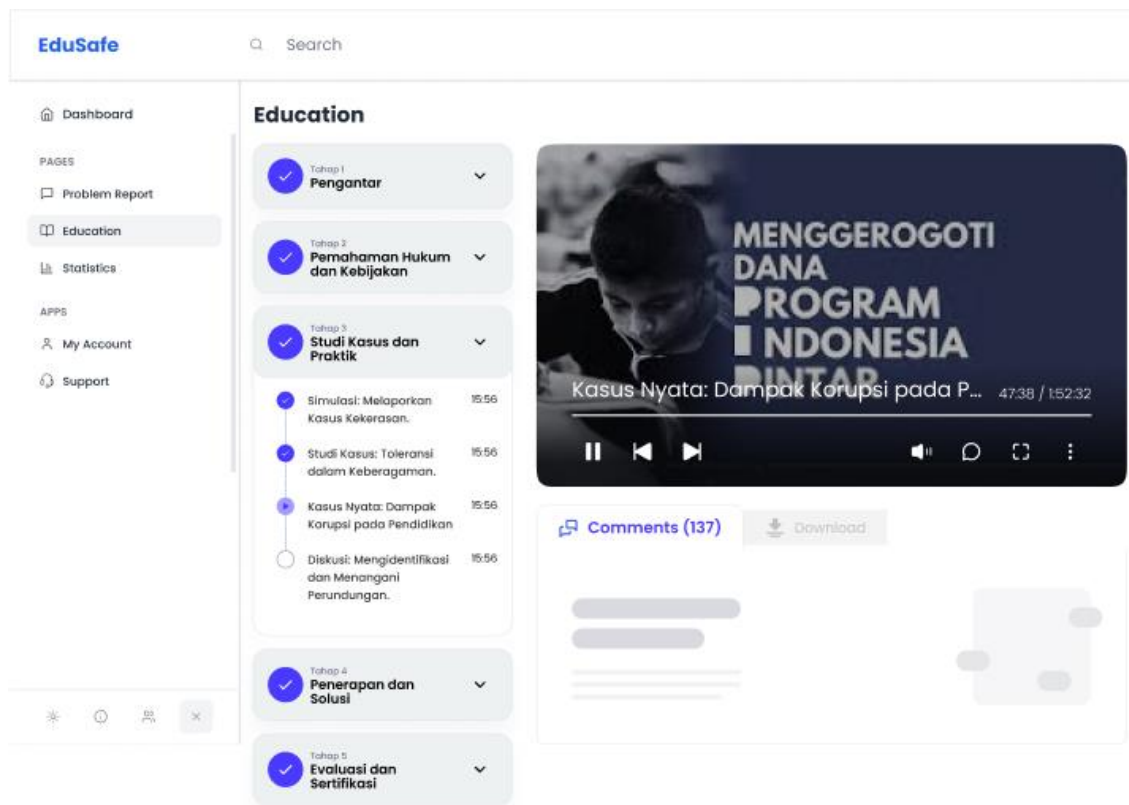 EduSafe
Search
Dashboard
PAGES
Problem Report
Education
Statistics
APPS
My Account
Support
Education
Tahap 1
Pengantar
Tahap 2
Pemahaman Hukum
dan Kebijakan
Tahap 3
Studi Kasus dan
Praktik
Simulasi: Melaporkan 15:56
Kasus Kekerasan.
Studi Kasus: Toleransi 15:56
dalam Keberagaman.
Kasus Nyata: Dampak 15:56
Korupsi pada Pendidikan
Diskusi: Mengidentifikasi 15:56
dan Menangani
Perundungan.
Tahap 4
Penerapan dan
Solusi
Tahap 5
Evaluasi dan
Sertifikasi
MENGGEROGOTI
DANA
PROGRAM
INDONESIA
PINTAR
Kasus Nyata: Dampak Korupsi pada P... 47:38 / 1:52:32
Comments (137)
Download